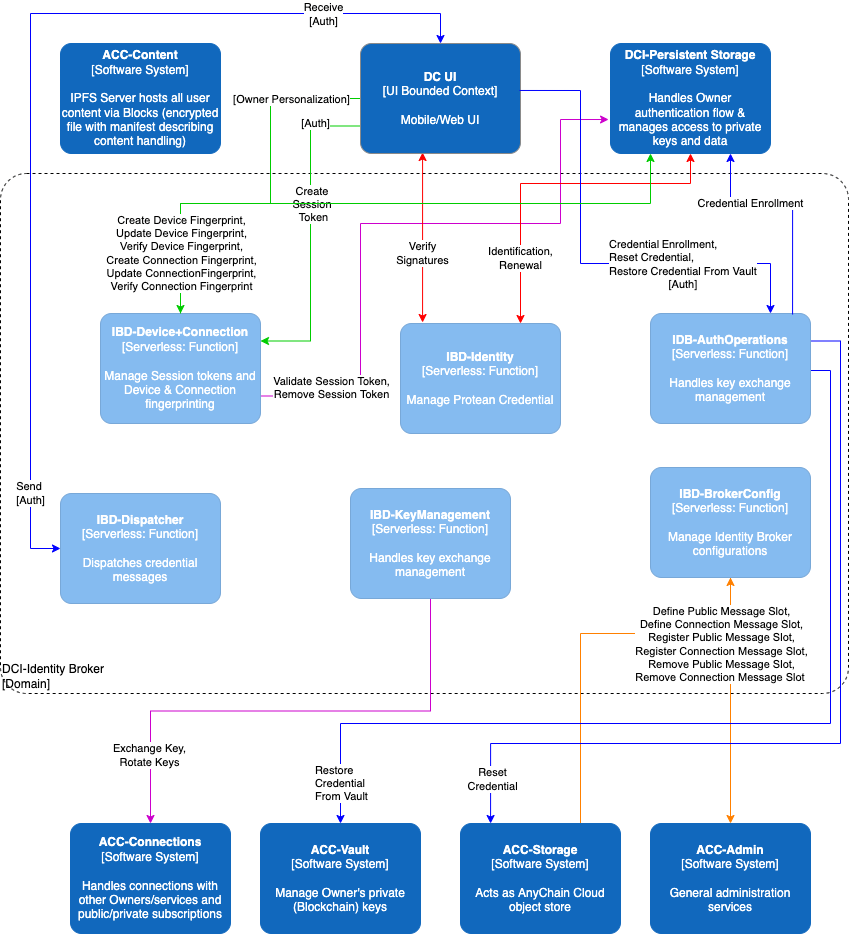 Receive
[Auth]
ACC-Content
[Software System]
IPFS Server hosts all user
content via Blocks (encrypted
file with manifest describing
content handling)
DC UI
[UI Bounded Context]
Mobile/Web UI
DCI-Persistent Storage
[Software System]
Handles Owner
authentication flow &
manages access to private
keys and data
[Owner Personalization]
[Auth]
Create
Session
Token
Credential Enrollment
Create Device Fingerprint,
Update Device Fingerprint,
Verify Device Fingerprint,
Create Connection Fingerprint,
Update ConnectionFingerprint,
Verify Connection Fingerprint
Verify
Signatures
Identification,
Renewal
Credential Enrollment,
Reset Credential,
Restore Credential From Vault
[Auth]
IBD-Device+Connection
[Serverless: Function]
Manage Session tokens and
Device & Connection
fingerprinting
Validate Session Token,
Remove Session Token
IBD-Identity
[Serverless: Function]
Manage Protean Credential
IDB-AuthOperations
[Serverless: Function]
Handles key exchange
management
Send
[Auth]
IBD-Dispatcher
[Serverless: Function]
Dispatches credential
messages
IBD-KeyManagement
[Serverless: Function]
Handles key exchange
management
IBD-BrokerConfig
[Serverless: Function]
Manage Identity Broker
configurations
Define Public Message Slot,
Define Connection Message Slot,
Register Public Message Slot,
Register Connection Message Slot,
Remove Public Message Slot,
Remove Connection Message Slot
DCI-Identity Broker
[Domain]
Exchange Key,
Rotate Keys
Restore
Credential
From Vault
Reset
Credential
ACC-Connections
[Software System]
Handles connections with
other Owners/services and
public/private subscriptions
ACC-Vault
[Software System]
Manage Owner's private
(Blockchain) keys
ACC-Storage
[Software System]
Acts as AnyChain Cloud
object store
ACC-Admin
[Software System]
General administration
services